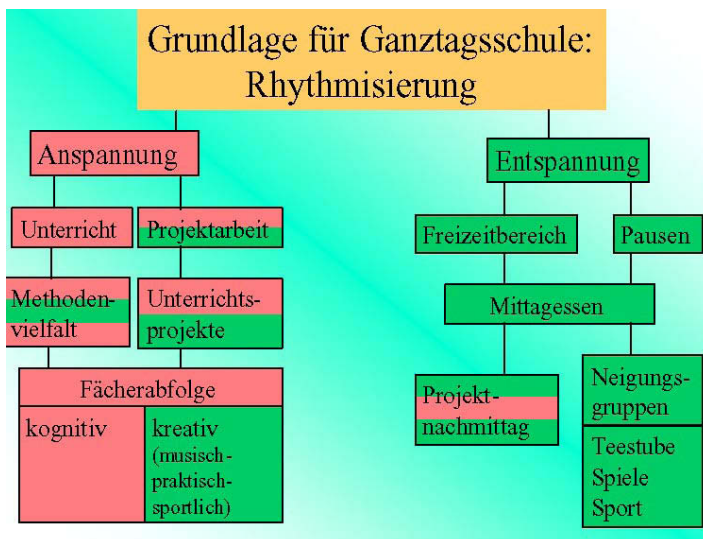 Grundlage für Ganztagsschule:
Rhythmisierung
Anspannung
Entspannung
Unterricht
Projektarbeit
Freizeitbereich
Pausen
Methoden-
vielfalt
Unterrichts-
projekte
Mittagessen
Fächerabfolge
kognitiv
kreativ
(musisch-
praktisch-
sportlich)
Projekt-
nachmittag
Neigungs-
gruppen
Teestube
Spiele
Sport